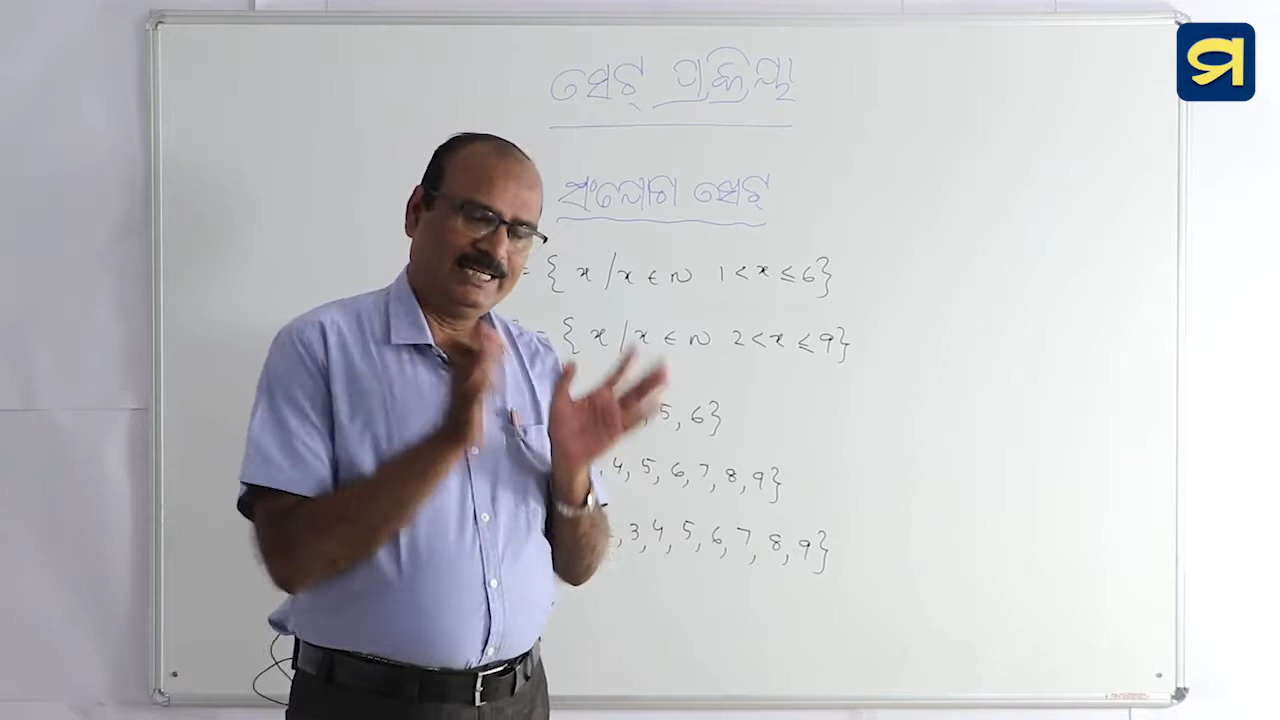 ସେଟ୍ ପ୍ରକ୍ରିୟା
ସଂଯୋଗ ସେଟ୍
= { x / x ∈ N 1 < x ≤ 6}
= { x / x ∈ N 2 < x ≤ 9}
, 5, 6}
, 4, 5, 6, 7, 8, 9}
, 3, 4, 5, 6, 7, 8, 9}
ପ୍ର